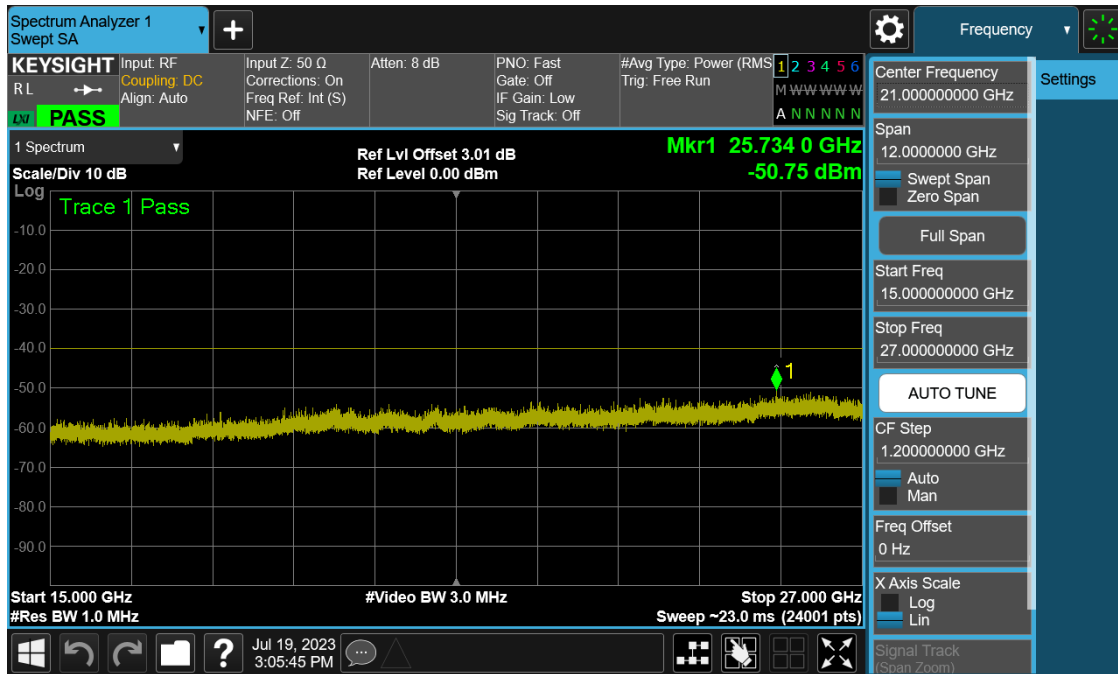 Spectrum Analyzer 1
Swept SA
+
Frequency
KEYSIGHT
RL
LXI
PASS
Input: RF
Coupling: DC
Align: Auto
Input Z: 50 Ω
Corrections: On
Freq Ref: Int (S)
NFE: Off
Atten: 8 dB
PNO: Fast
Gate: Off
IF Gain: Low
Sig Track: Off
#Avg Type: Power (RMS
Trig: Free Run
1 2 3 4 5 6
M W W W W W
A N N N N N
1 Spectrum
Scale/Div 10 dB
Ref Lvl Offset 3.01 dB
Ref Level 0.00 dBm
Mkr1 25.734 0 GHz
-50.75 dBm
Log
Trace 1 Pass
-10.0
-20.0
-30.0
-40.0
-50.0
-60.0
-70.0
-80.0
-90.0
1
Start 15.000 GHz
#Res BW 1.0 MHz
#Video BW 3.0 MHz
Stop 27.000 GHz
Sweep ~23.0 ms (24001 pts)
Center Frequency
21.000000000 GHz
Span
12.0000000 GHz
Swept Span
Zero Span
Full Span
Start Freq
15.000000000 GHz
Stop Freq
27.000000000 GHz
AUTO TUNE
CF Step
1.200000000 GHz
Auto
Man
Freq Offset
0 Hz
X Axis Scale
Log
Lin
Signal Track
(Span Zoom)
Settings
?
Jul 19, 2023
3:05:45 PM